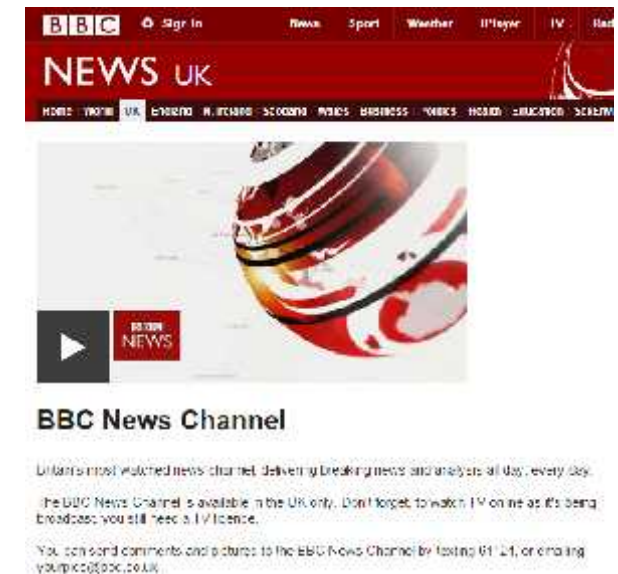 BBC Sign in News Sport Weather iPlayer TV Rad
NEWS UK
Home World UK England N.Ireland Scotland Wales Business Politics Health Education
BBC
NEWS
BBC News Channel
Britain's most watched news channel, delivering breaking news and analysis all day, every day.
The BBC News Channel is available in the UK only. Don't forget, to watch TV online as it's being
broadcast, you still need a TV licence.
You can send comments and pictures to the BBC News Channel by texting 61124, or emailing
yourpics@bbc.co.uk